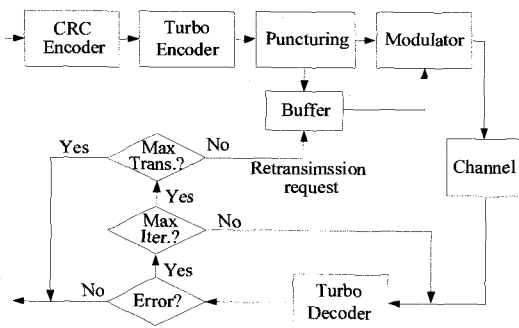 CRC
Encoder
Turbo
Encoder
Puncturing
Modulator
Buffer
Channel
Yes
Max
Trans.?
No
Retransimssion
request
Yes
Max
Iter.?
No
Yes
No
Error?
Turbo
Decoder